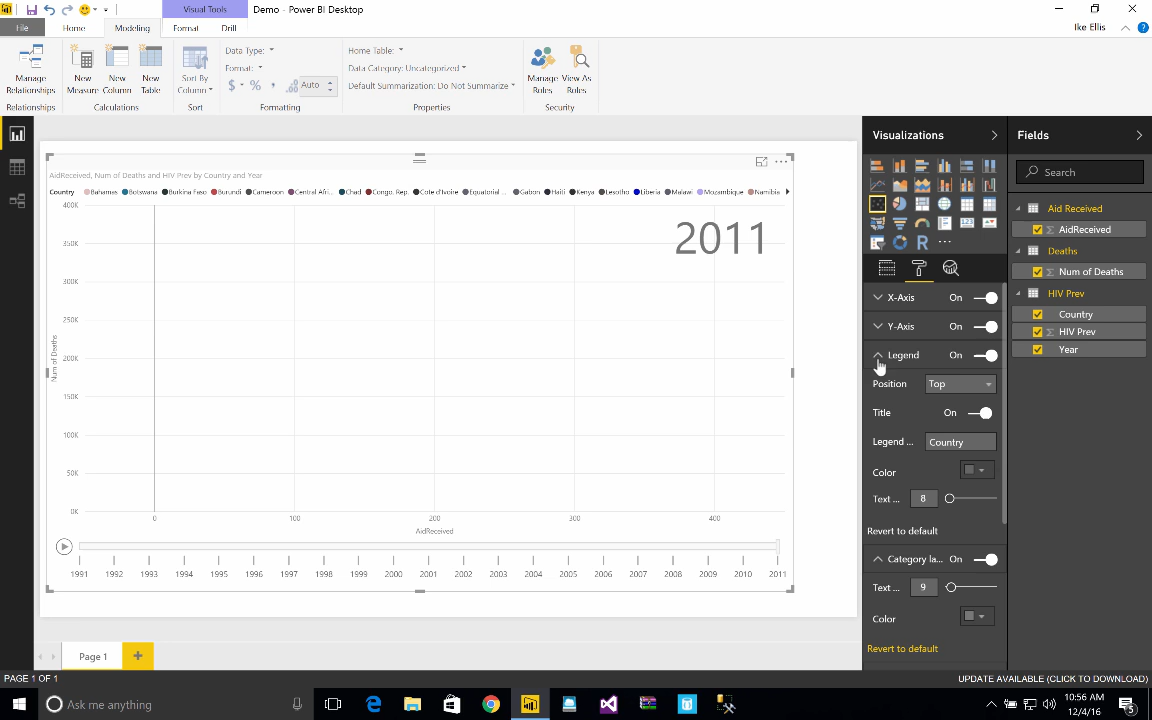 Visual Tools
Demo - Power BI Desktop
File
Home
Modeling
Format
Drill
Ike Ellis
Manage Relationships
New Measure
New Column
New Table
Sort By Column
Data Type:
Format:
$ % , Auto
Home Table:
Data Category: Uncategorized
Default Summarization: Do Not Summarize
Manage Roles
View As Roles
Relationships
Calculations
Sort
Formatting
Properties
Security
AidReceived, Num of Deaths and HIV Prev by Country and Year
Country Bahamas Botswana Burkina Faso Burundi Cameroon Central Afri... Chad Congo. Rep. Cote d'Ivoire Equatorial ... Gabon Haiti Kenya Lesotho Liberia Malawi Mozambique Namibia
2011
400K
350K
300K
250K
200K
150K
100K
50K
0K
Num of Deaths
0 100 200 300 400
AidReceived
1991 1992 1993 1994 1995 1996 1997 1998 1999 2000 2001 2002 2003 2004 2005 2006 2007 2008 2009 2010 2011
Visualizations
R
X-Axis On
Y-Axis On
Legend On
Position Top
Title On
Legend ... Country
Color
Text ... 8
Revert to default
Category la... On
Text ... 9
Color
Revert to default
Fields
Search
Aid Received
Σ AidReceived
Deaths
Σ Num of Deaths
HIV Prev
Country
Σ HIV Prev
Year
Page 1
PAGE 1 OF 1
UPDATE AVAILABLE (CLICK TO DOWNLOAD)
Ask me anything
10:56 AM
12/4/16
5